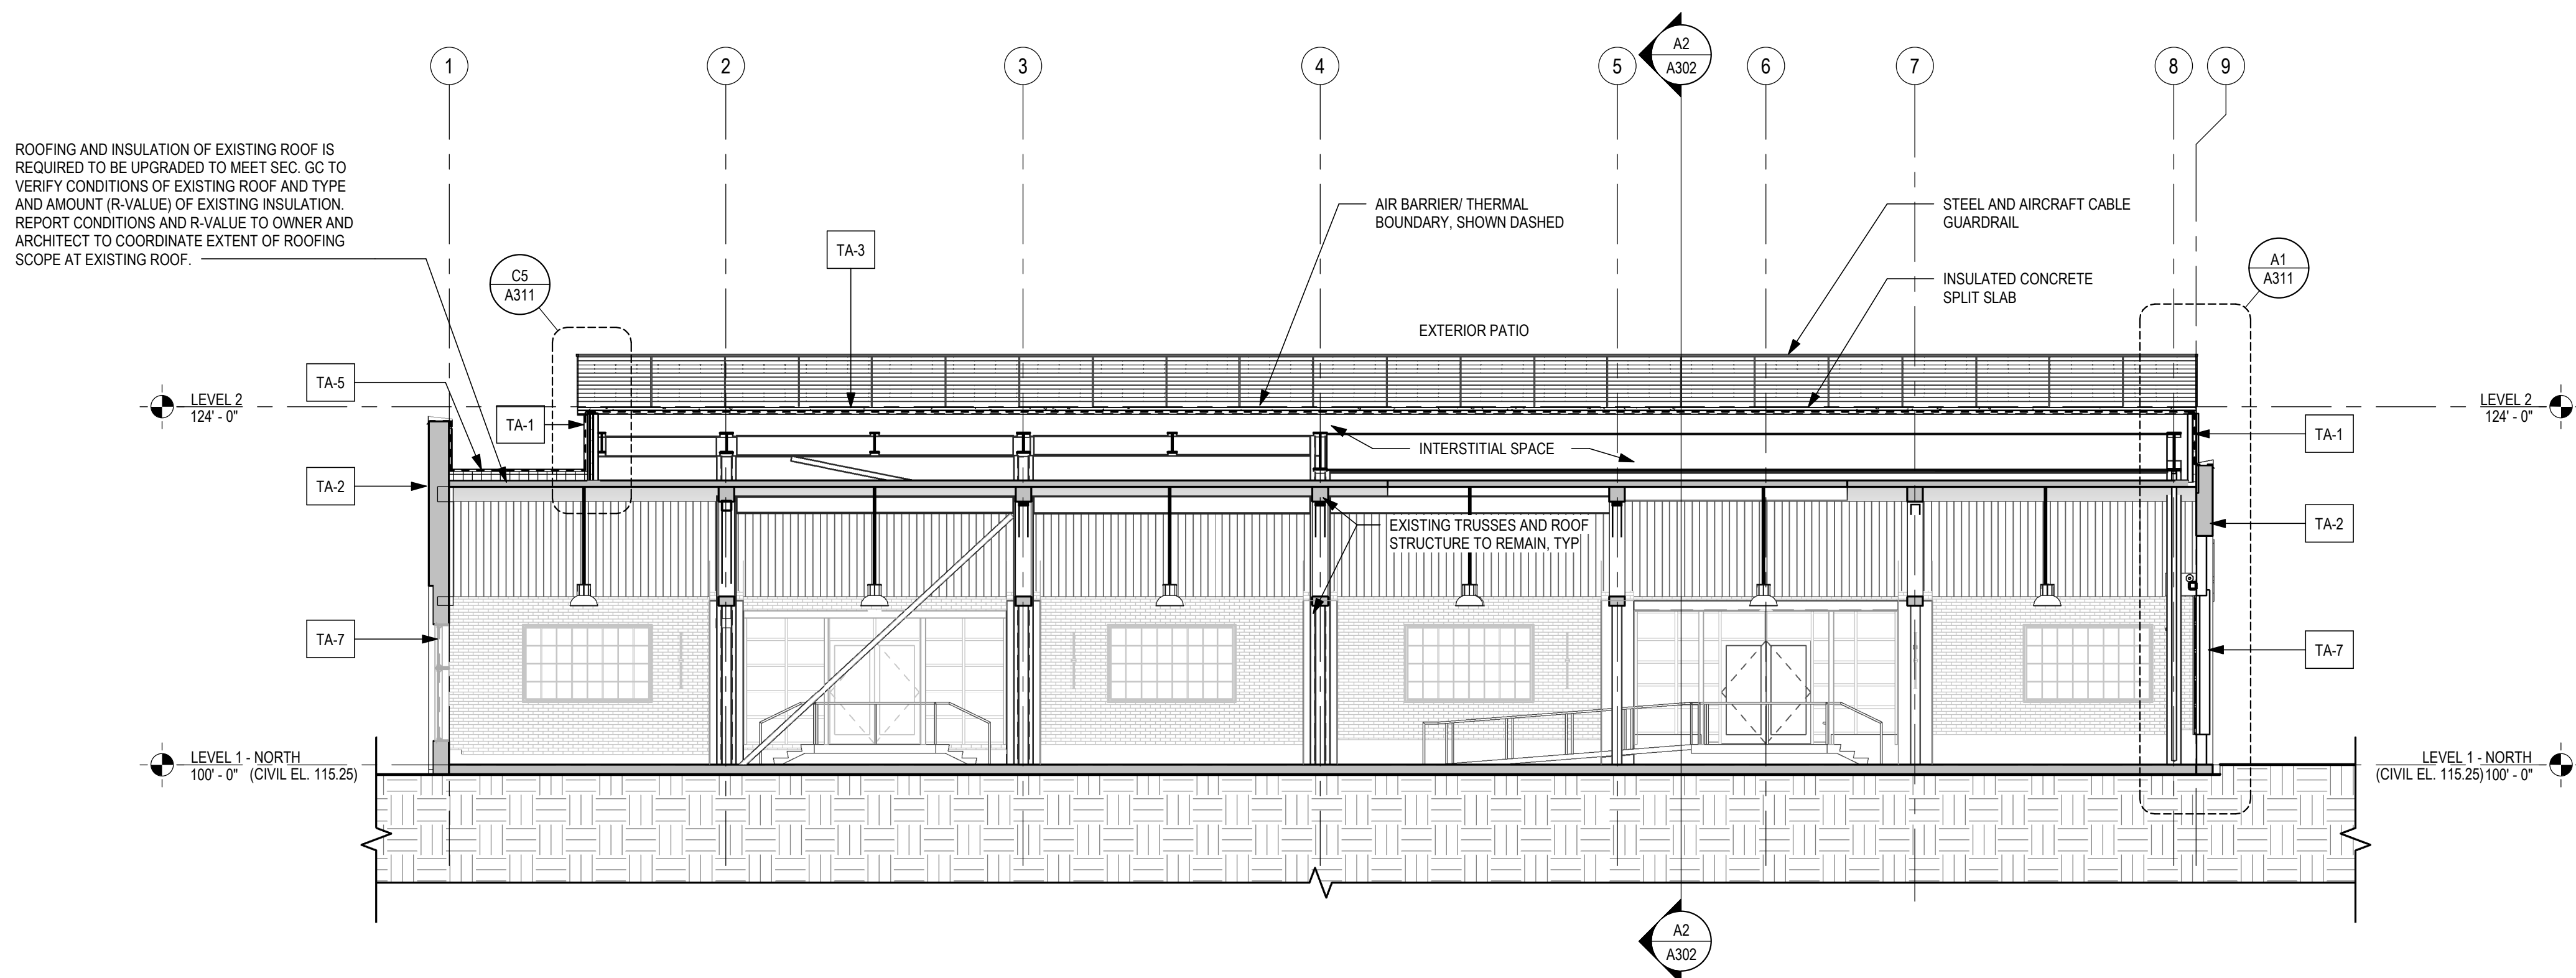 1
2
3
4
5
6
7
8
9
A2
A302
ROOFING AND INSULATION OF EXISTING ROOF IS
REQUIRED TO BE UPGRADED TO MEET SEC. GC TO
VERIFY CONDITIONS OF EXISTING ROOF AND TYPE
AND AMOUNT (R-VALUE) OF EXISTING INSULATION.
REPORT CONDITIONS AND R-VALUE TO OWNER AND
ARCHITECT TO COORDINATE EXTENT OF ROOFING
SCOPE AT EXISTING ROOF.
C5
A311
TA-3
AIR BARRIER/ THERMAL
BOUNDARY, SHOWN DASHED
STEEL AND AIRCRAFT CABLE
GUARDRAIL
INSULATED CONCRETE
SPLIT SLAB
A1
A311
EXTERIOR PATIO
TA-5
LEVEL 2
124' - 0"
LEVEL 2
124' - 0"
TA-1
TA-1
INTERSTITIAL SPACE
TA-2
TA-2
EXISTING TRUSSES AND ROOF
STRUCTURE TO REMAIN, TYP
TA-7
TA-7
LEVEL 1 - NORTH
100' - 0" (CIVIL EL. 115.25)
LEVEL 1 - NORTH
(CIVIL EL. 115.25) 100' - 0"
A2
A302